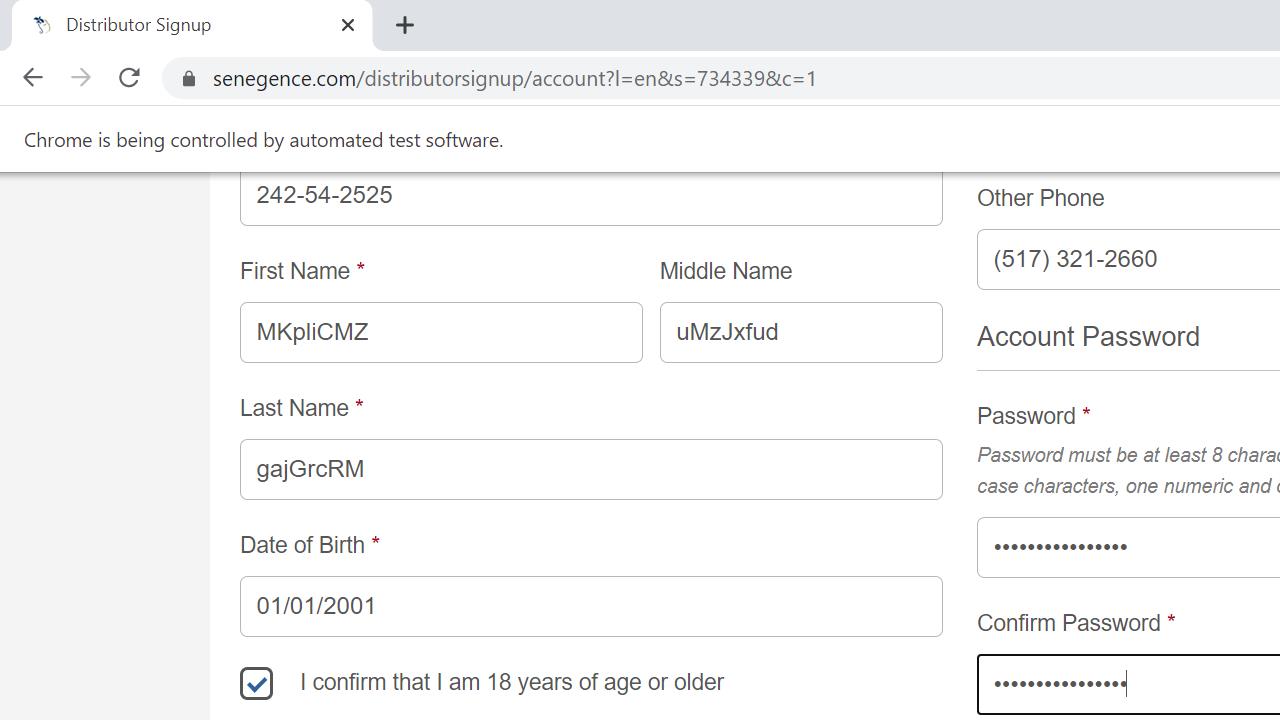 Distributor Signup
senegence.com/distributorsignup/account?l=en&s=734339&c=1
Chrome is being controlled by automated test software.
242-54-2525
First Name *
Middle Name
MKpliCMZ
uMzJxfud
Last Name *
gajGrcRM
Date of Birth *
01/01/2001
I confirm that I am 18 years of age or older
Other Phone
(517) 321-2660
Account Password
Password *
Password must be at least 8
case characters, one numeric and
••••••••••••••••
Confirm Password *
••••••••••••••••